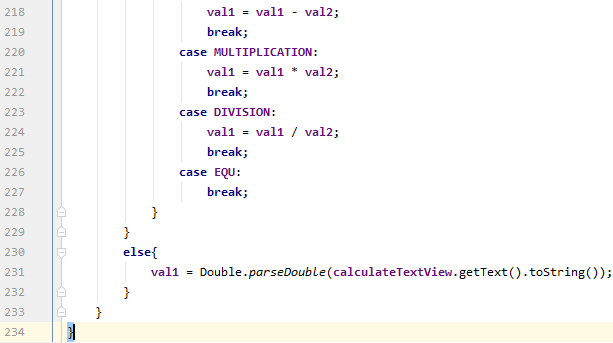 218 val1 = val1 - val2;
219 break;
220 case MULTIPLICATION:
221 val1 = val1 * val2;
222 break;
223 case DIVISION:
224 val1 = val1 / val2;
225 break;
226 case EQU:
227 break;
228 }
229 }
230 else{
231 val1 = Double.parseDouble(calculateTextView.getText().toString());
232 }
233 }
234 }